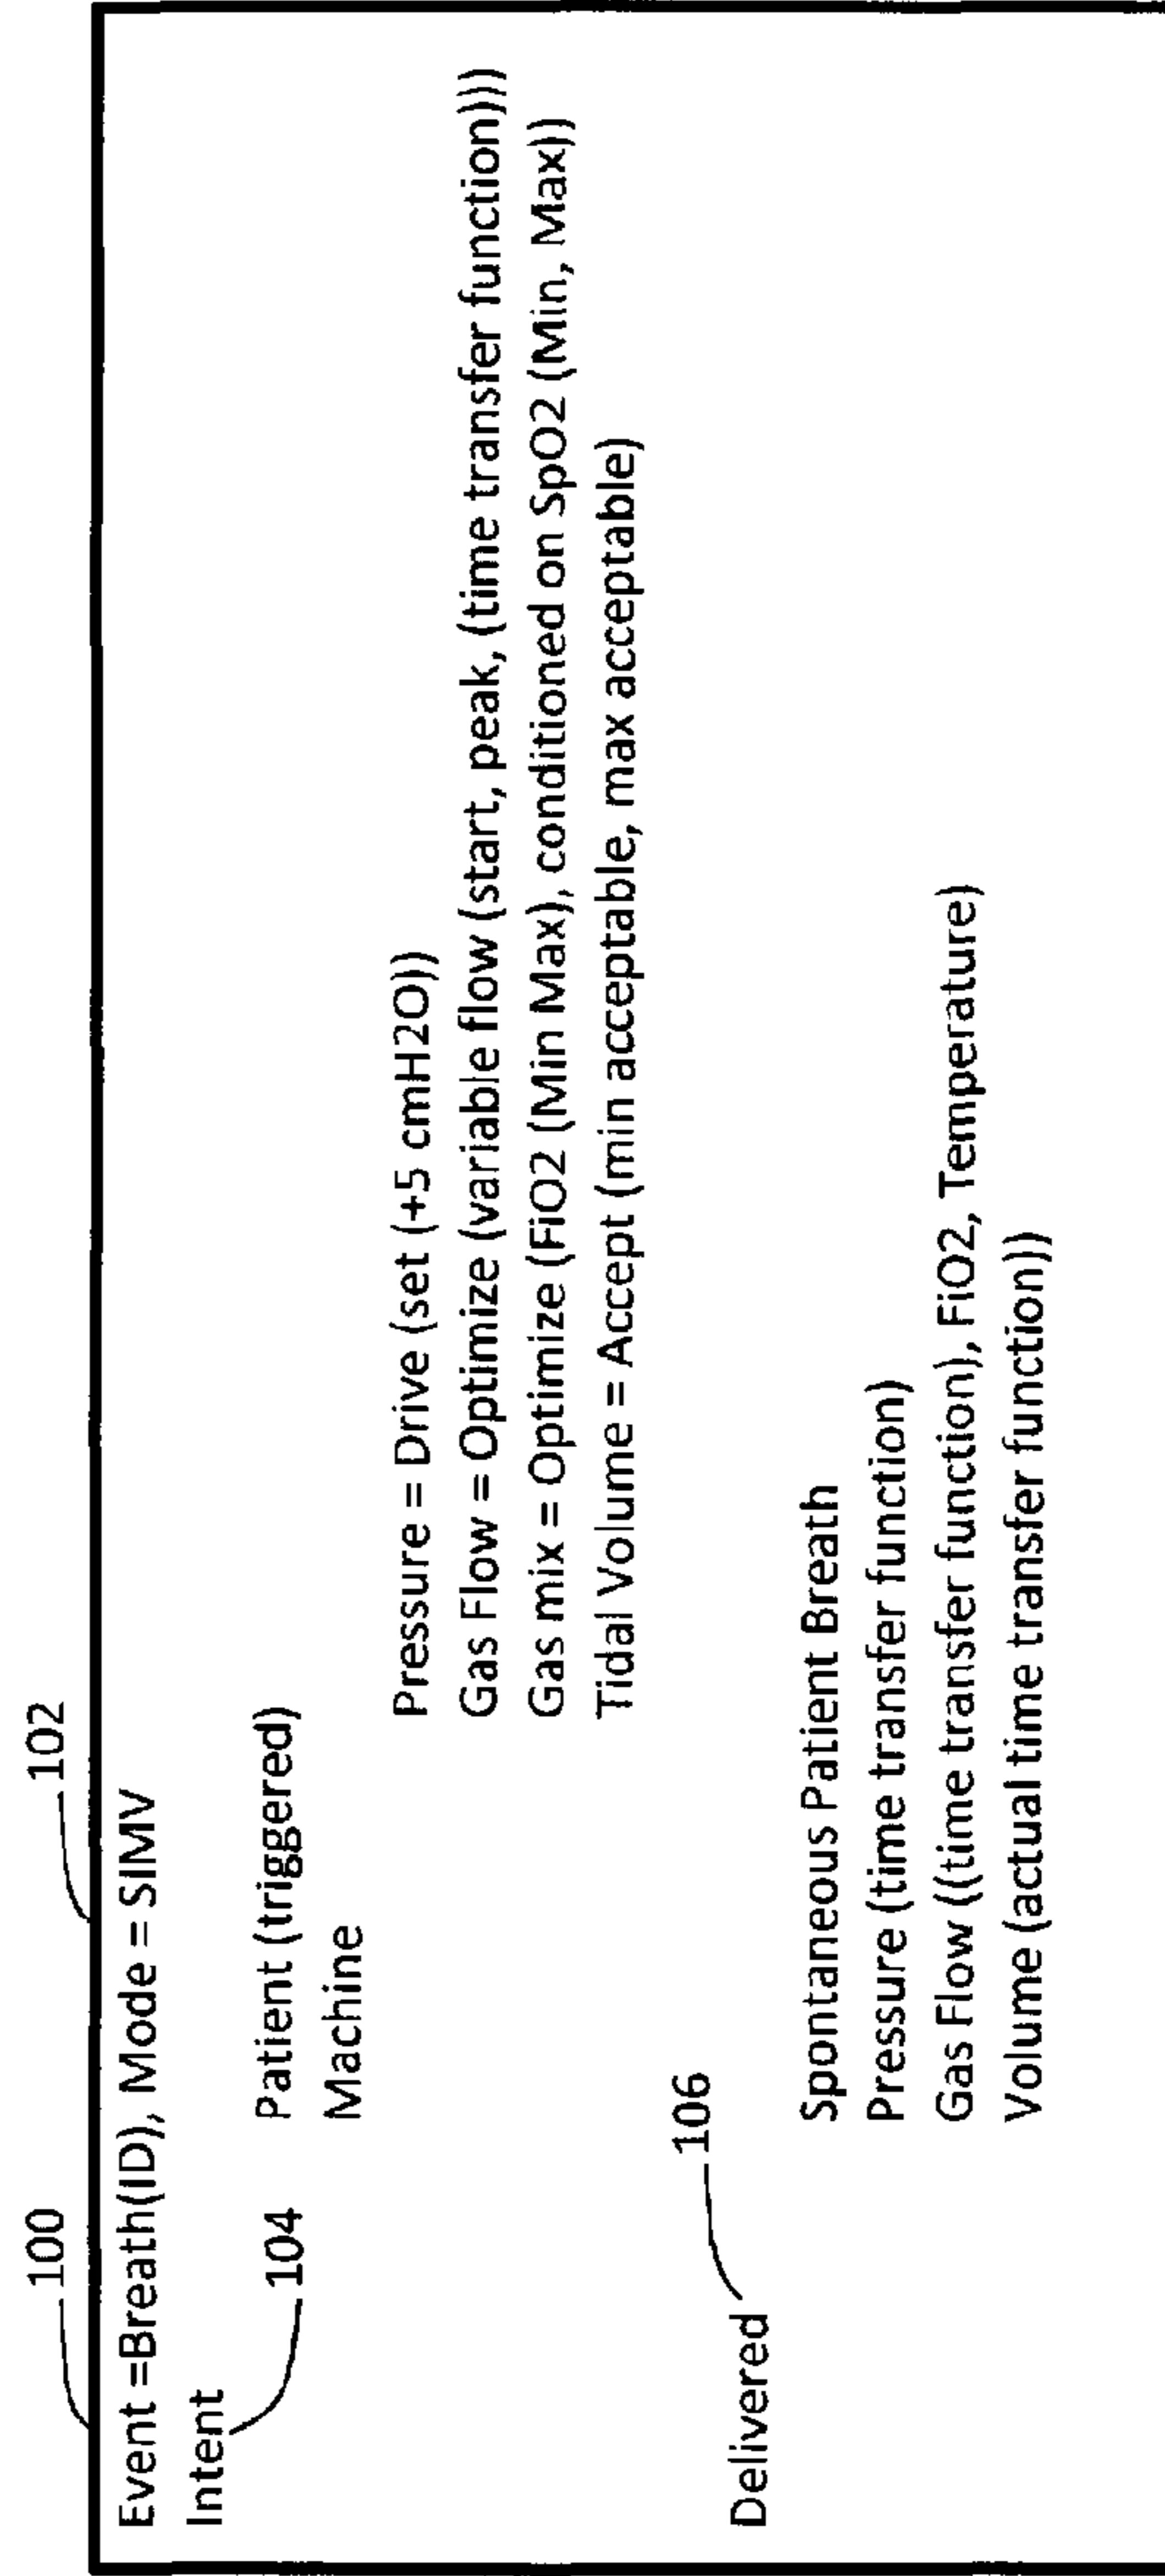 100 102
Event =Breath(ID), Mode = SIMV
Intent
104 Patient (triggered)
Machine
Pressure = Drive (set (+5 cmH2O))
Gas Flow = Optimize (variable flow (start, peak, (time transfer function))))
Gas mix = Optimize (FiO2 (Min Max), conditioned on SpO2 (Min, Max))
Tidal Volume = Accept (min acceptable, max acceptable)
106
Delivered
Spontaneous Patient Breath
Pressure (time transfer function)
Gas Flow ((time transfer function), FiO2, Temperature)
Volume (actual time transfer function))